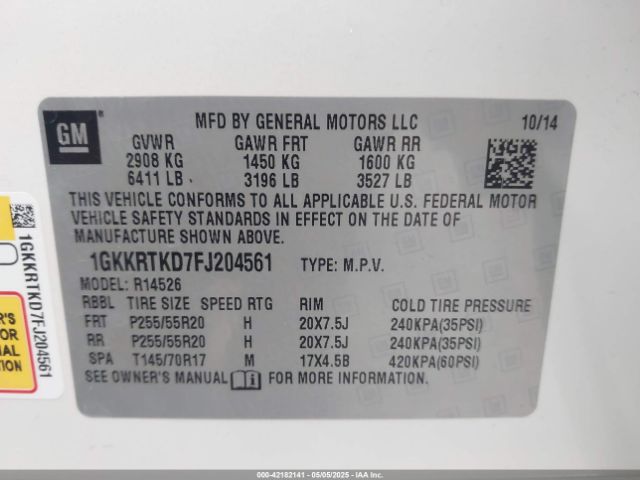 GM
MFD BY GENERAL MOTORS LLC 10/14
GVWR GAWR FRT GAWR RR
2908 KG 1450 KG 1600 KG
6411 LB 3196 LB 3527 LB
THIS VEHICLE CONFORMS TO ALL APPLICABLE U.S. FEDERAL MOTOR
VEHICLE SAFETY STANDARDS IN EFFECT ON THE DATE OF
MANUFACTURE SHOWN ABOVE.
1GKKRTKD7FJ204561 TYPE: M.P.V.
MODEL: R14526
RBBL TIRE SIZE SPEED RTG RIM COLD TIRE PRESSURE
FRT P255/55R20 H 20X7.5J 240KPA(35PSI)
RR P255/55R20 H 20X7.5J 240KPA(35PSI)
SPA T145/70R17 M 17X4.5B 420KPA(60PSI)
SEE OWNER'S MANUAL FOR MORE INFORMATION.
1GKKRTKD7FJ204561
R'S
R
MATION
AL
000-42182141 - 05/05/2025 - Copyright IAA, LLC.